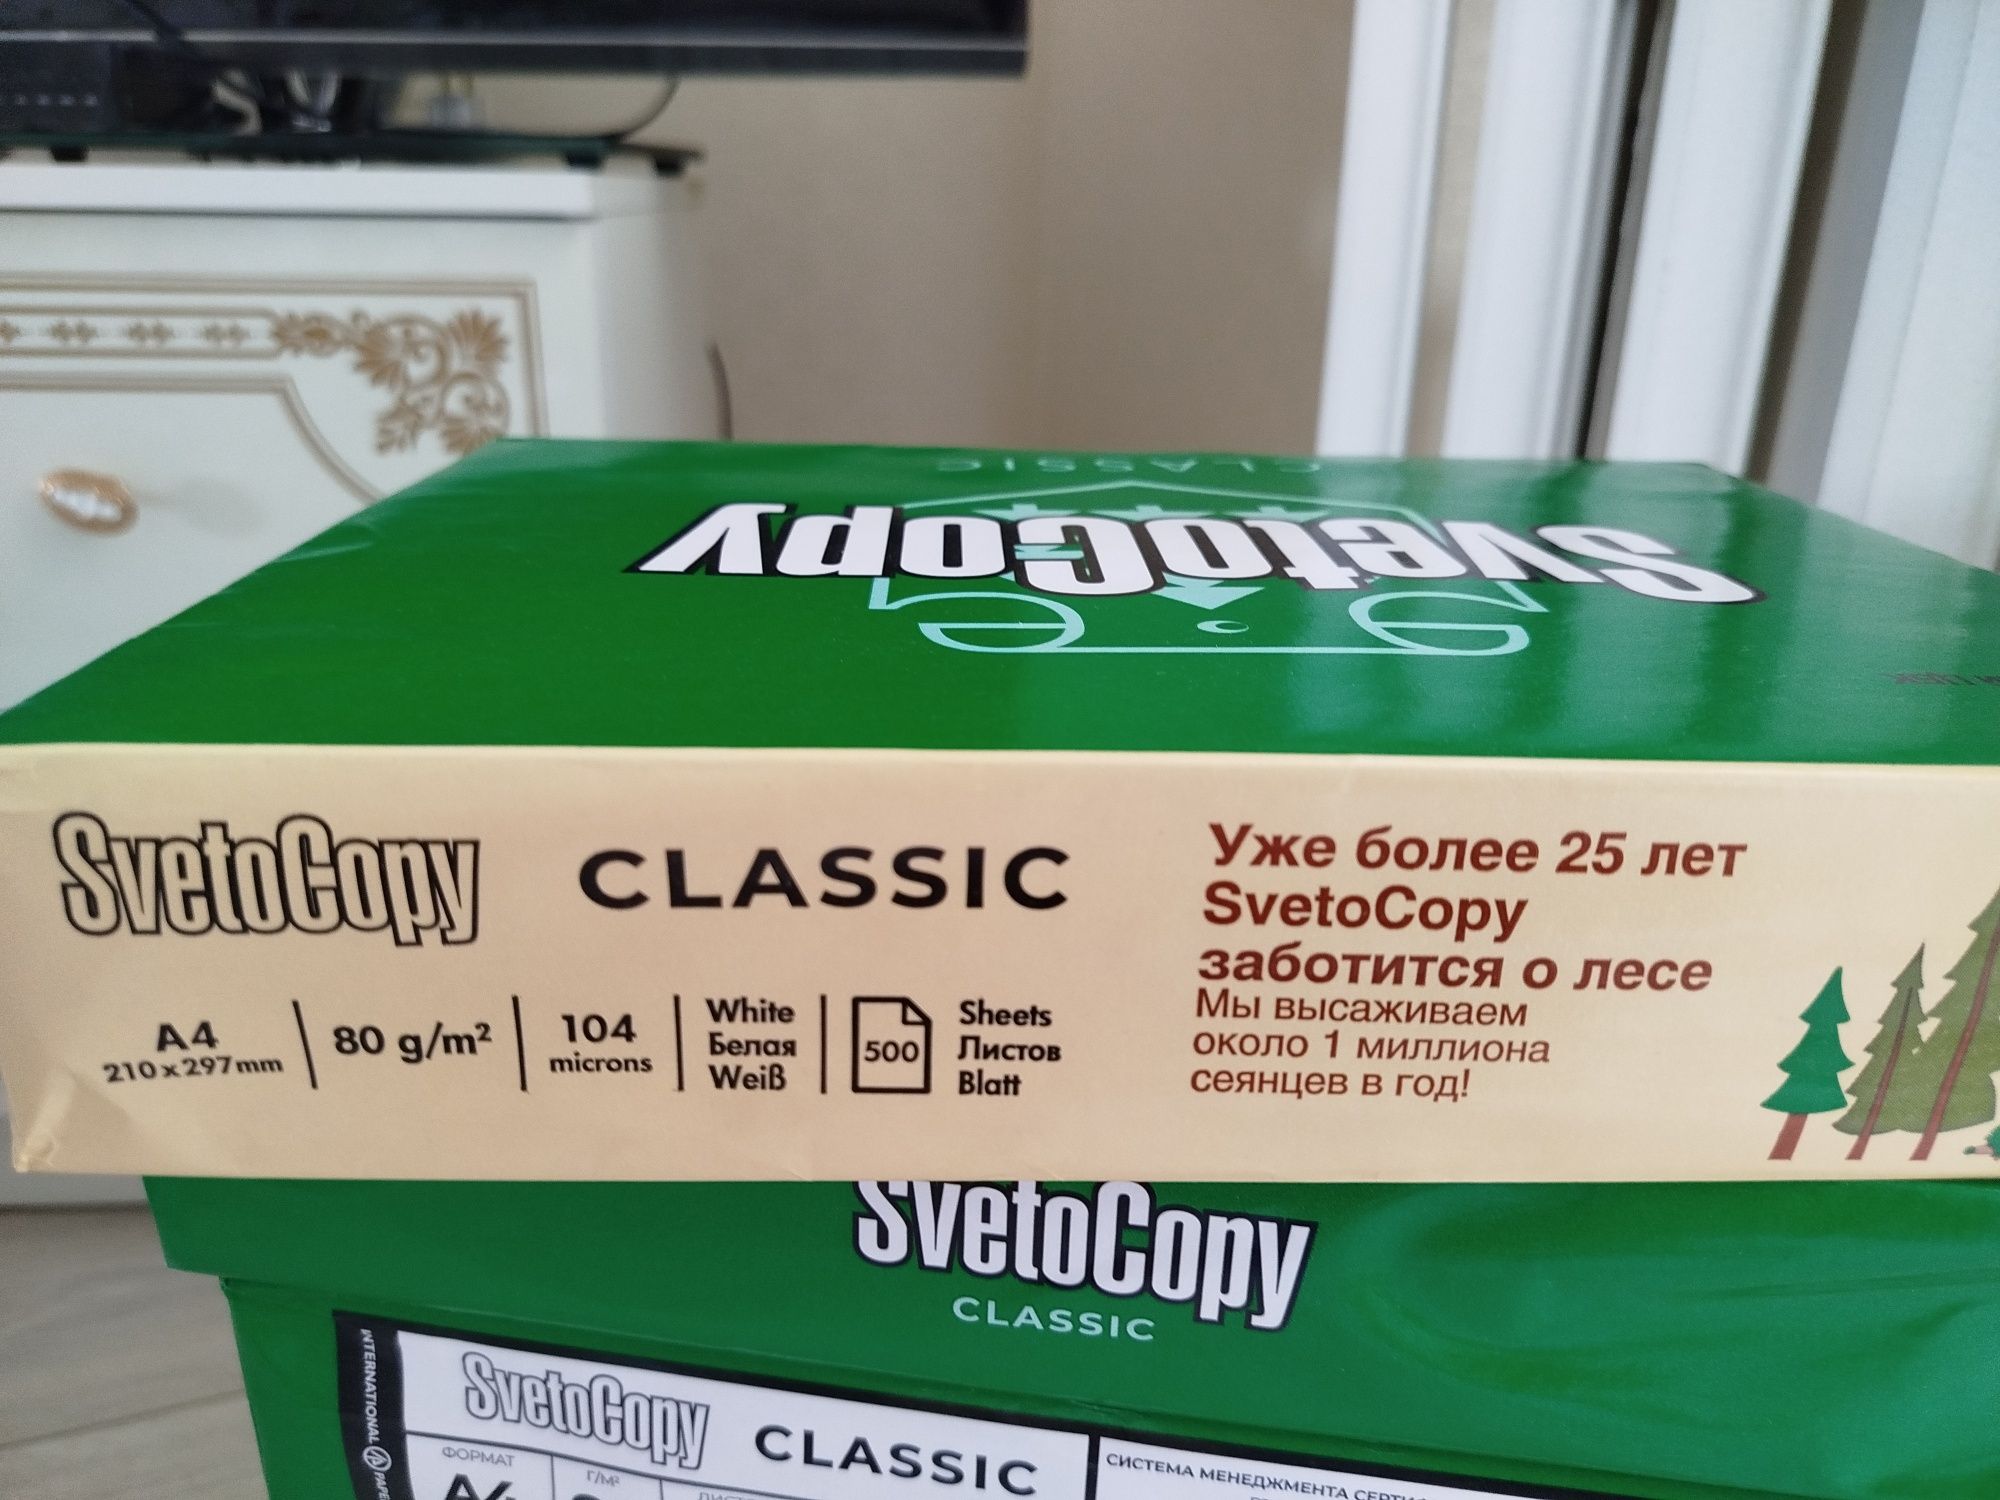 CLASSIC
SvetoCopy
SvetoCopy CLASSIC
A4
210x297mm
80 g/m²
104
microns
White
Белая
Weiß
500
Sheets
Листов
Blatt
Уже более 25 лет
SvetoCopy
заботится о лесе
Мы высаживаем
около 1 миллиона
сеянцев в год!
SvetoCopy
CLASSIC
INTERNATIONAL
SvetoCopy CLASSIC
ФОРМАТ
Г/М²
СИСТЕМА МЕНЕДЖМЕНТА